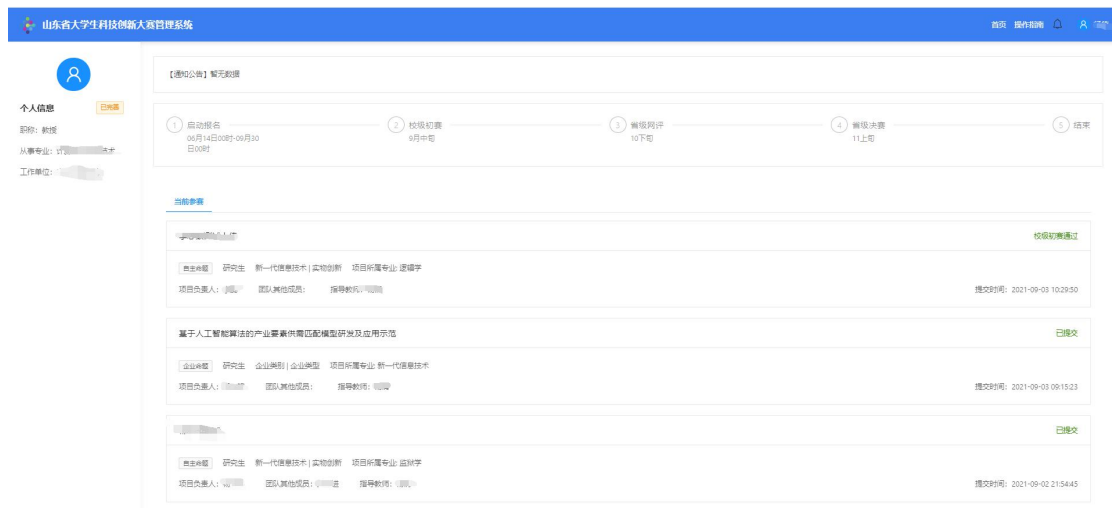 山东省大学生科技创新大赛管理系统
首页 操作指南
个人信息 已完善
职称：教授
从事专业：技术...
工作单位：
【通知公告】暂无数据
1 启动报名
06月14日00时-09月30
日00时
2 校级初赛
9月中旬
3 省级网评
10下旬
4 省级决赛
11上旬
5 结束
当前参赛
校级初赛通过
自主命题 研究生 新一代信息技术 | 实物创新 项目所属专业: 逻辑学
项目负责人： 团队其他成员： 指导教师：
提交时间：2021-09-03 10:29:50
基于人工智能算法的产业要素供需匹配模型研发及应用示范
已提交
企业命题 研究生 企业类别 | 企业类型 项目所属专业: 新一代信息技术
项目负责人： 团队其他成员： 指导教师：
提交时间：2021-09-03 09:15:23
已提交
自主命题 研究生 新一代信息技术 | 实物创新 项目所属专业: 监狱学
项目负责人： 团队其他成员： 指导教师：
提交时间：2021-09-02 21:54:45